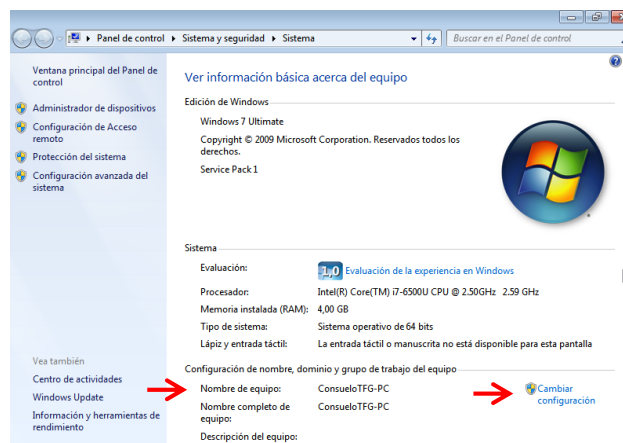 Panel de control ▸ Sistema y seguridad ▸ Sistema
Buscar en el Panel de control
Ventana principal del Panel de
control
Administrador de dispositivos
Configuración de Acceso
remoto
Protección del sistema
Configuración avanzada del
sistema
Vea también
Centro de actividades
Windows Update
Información y herramientas de
rendimiento
Ver información básica acerca del equipo
Edición de Windows
Windows 7 Ultimate
Copyright © 2009 Microsoft Corporation. Reservados todos los
derechos.
Service Pack 1
Sistema
Evaluación: 1,0 Evaluación de la experiencia en Windows
Procesador: Intel(R) Core(TM) i7-6500U CPU @ 2.50GHz 2.59 GHz
Memoria instalada (RAM): 4,00 GB
Tipo de sistema: Sistema operativo de 64 bits
Lápiz y entrada táctil: La entrada táctil o manuscrita no está disponible para esta pantalla
Configuración de nombre, dominio y grupo de trabajo del equipo
Nombre de equipo: ConsueloTFG-PC
Cambiar
configuración
Nombre completo de
equipo:
ConsueloTFG-PC
Descripción del equipo: